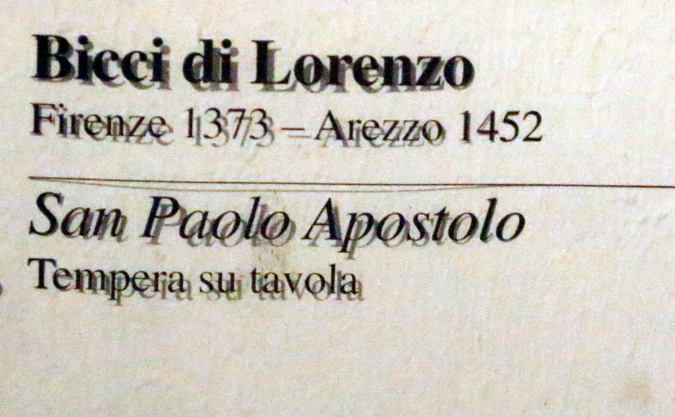 Bicci di Lorenzo
Firenze 1373 – Arezzo 1452
San Paolo Apostolo
Tempera su tavola